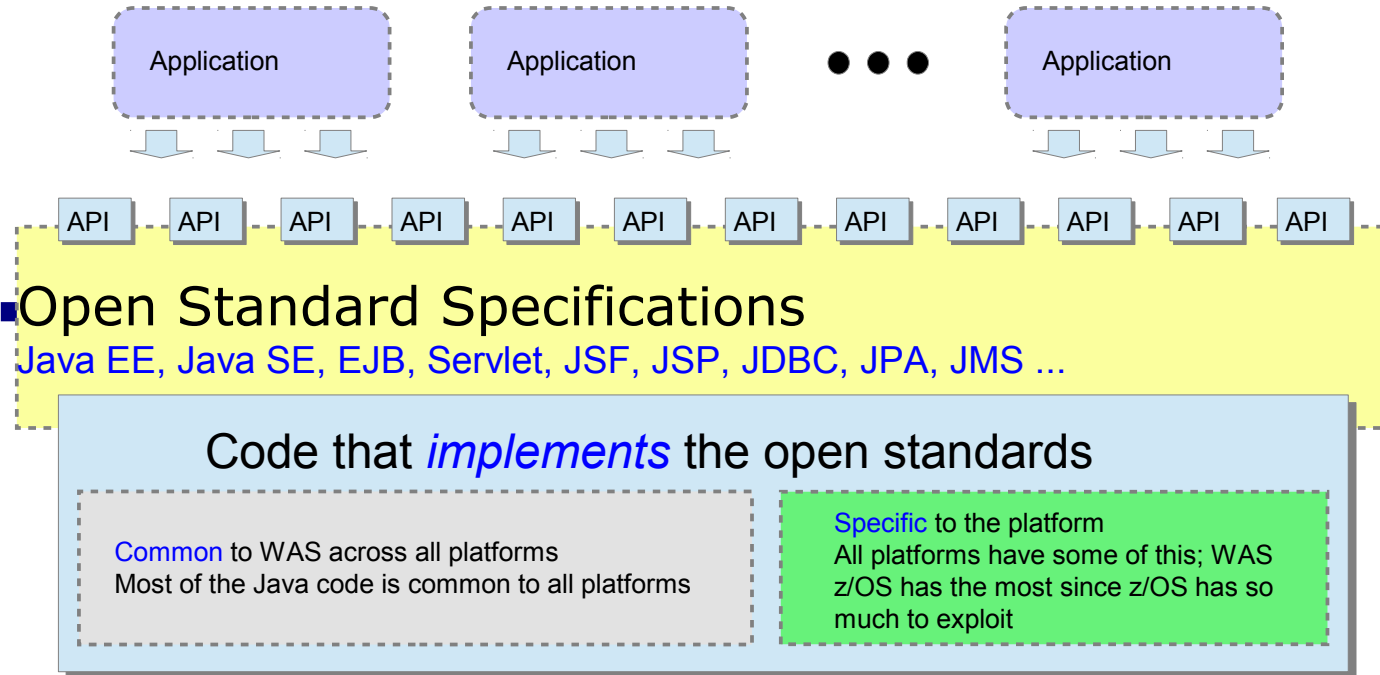 Application Application Application
API API API API API API API API API API API API
Open Standard Specifications
Java EE, Java SE, EJB, Servlet, JSF, JSP, JDBC, JPA, JMS ...
Code that implements the open standards
Common to WAS across all platforms
Most of the Java code is common to all platforms
Specific to the platform
All platforms have some of this; WAS
z/OS has the most since z/OS has so
much to exploit